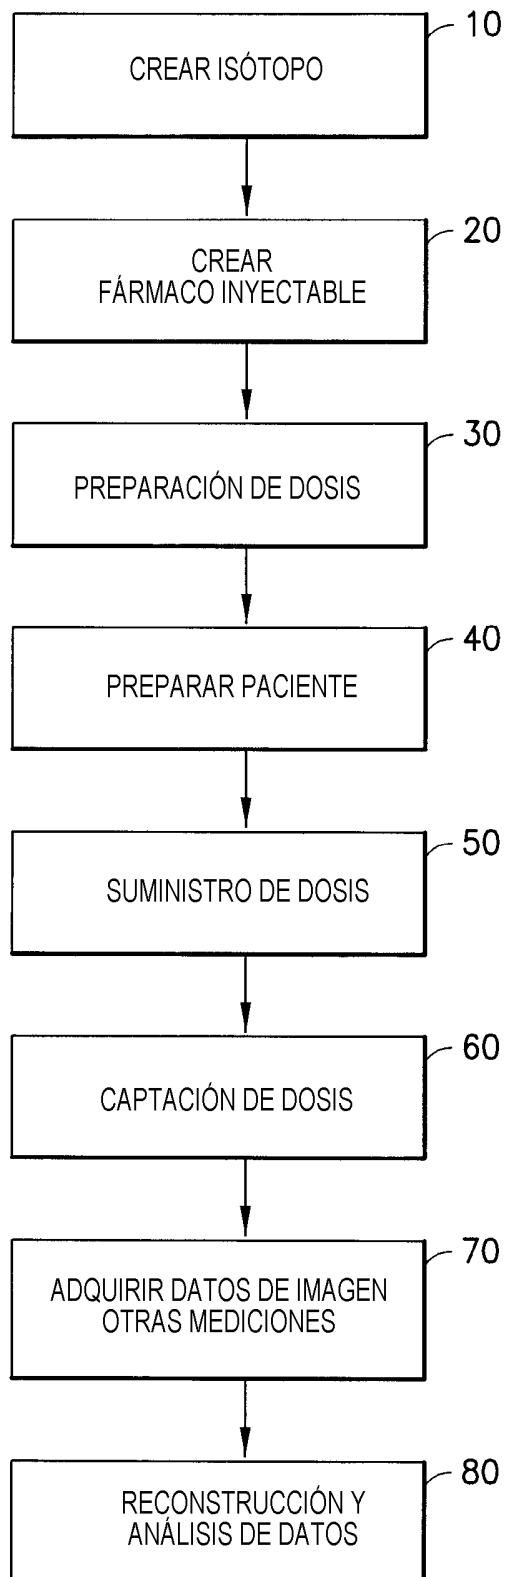 10
CREAR ISÓTOPO
20
CREAR
FÁRMACO INYECTABLE
30
PREPARACIÓN DE DOSIS
40
PREPARAR PACIENTE
50
SUMINISTRO DE DOSIS
60
CAPTACIÓN DE DOSIS
70
ADQUIRIR DATOS DE IMAGEN
OTRAS MEDICIONES
80
RECONSTRUCCIÓN Y
ANÁLISIS DE DATOS